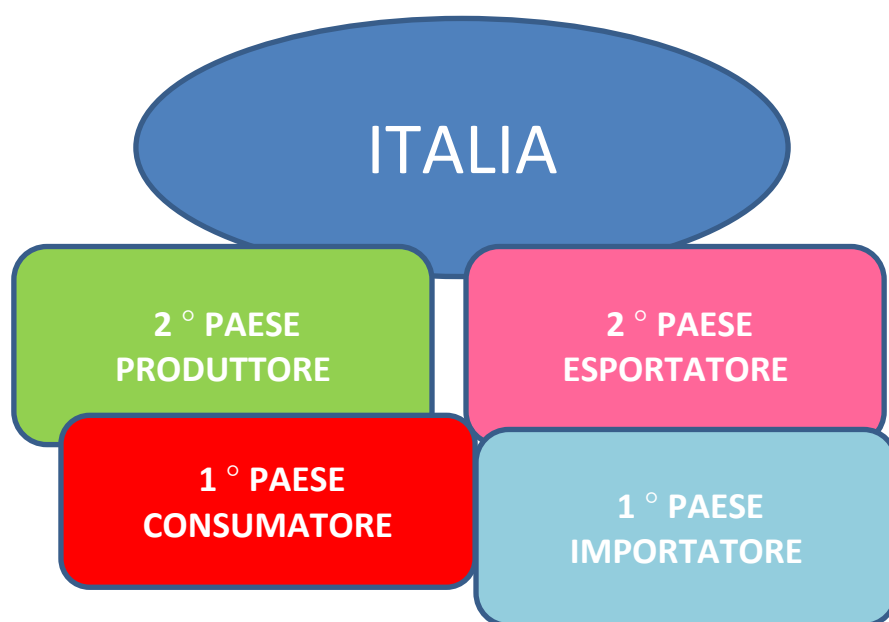 ITALIA
2 ° PAESE
PRODUTTORE
2 ° PAESE
ESPORTATORE
1 ° PAESE
CONSUMATORE
1 ° PAESE
IMPORTATORE